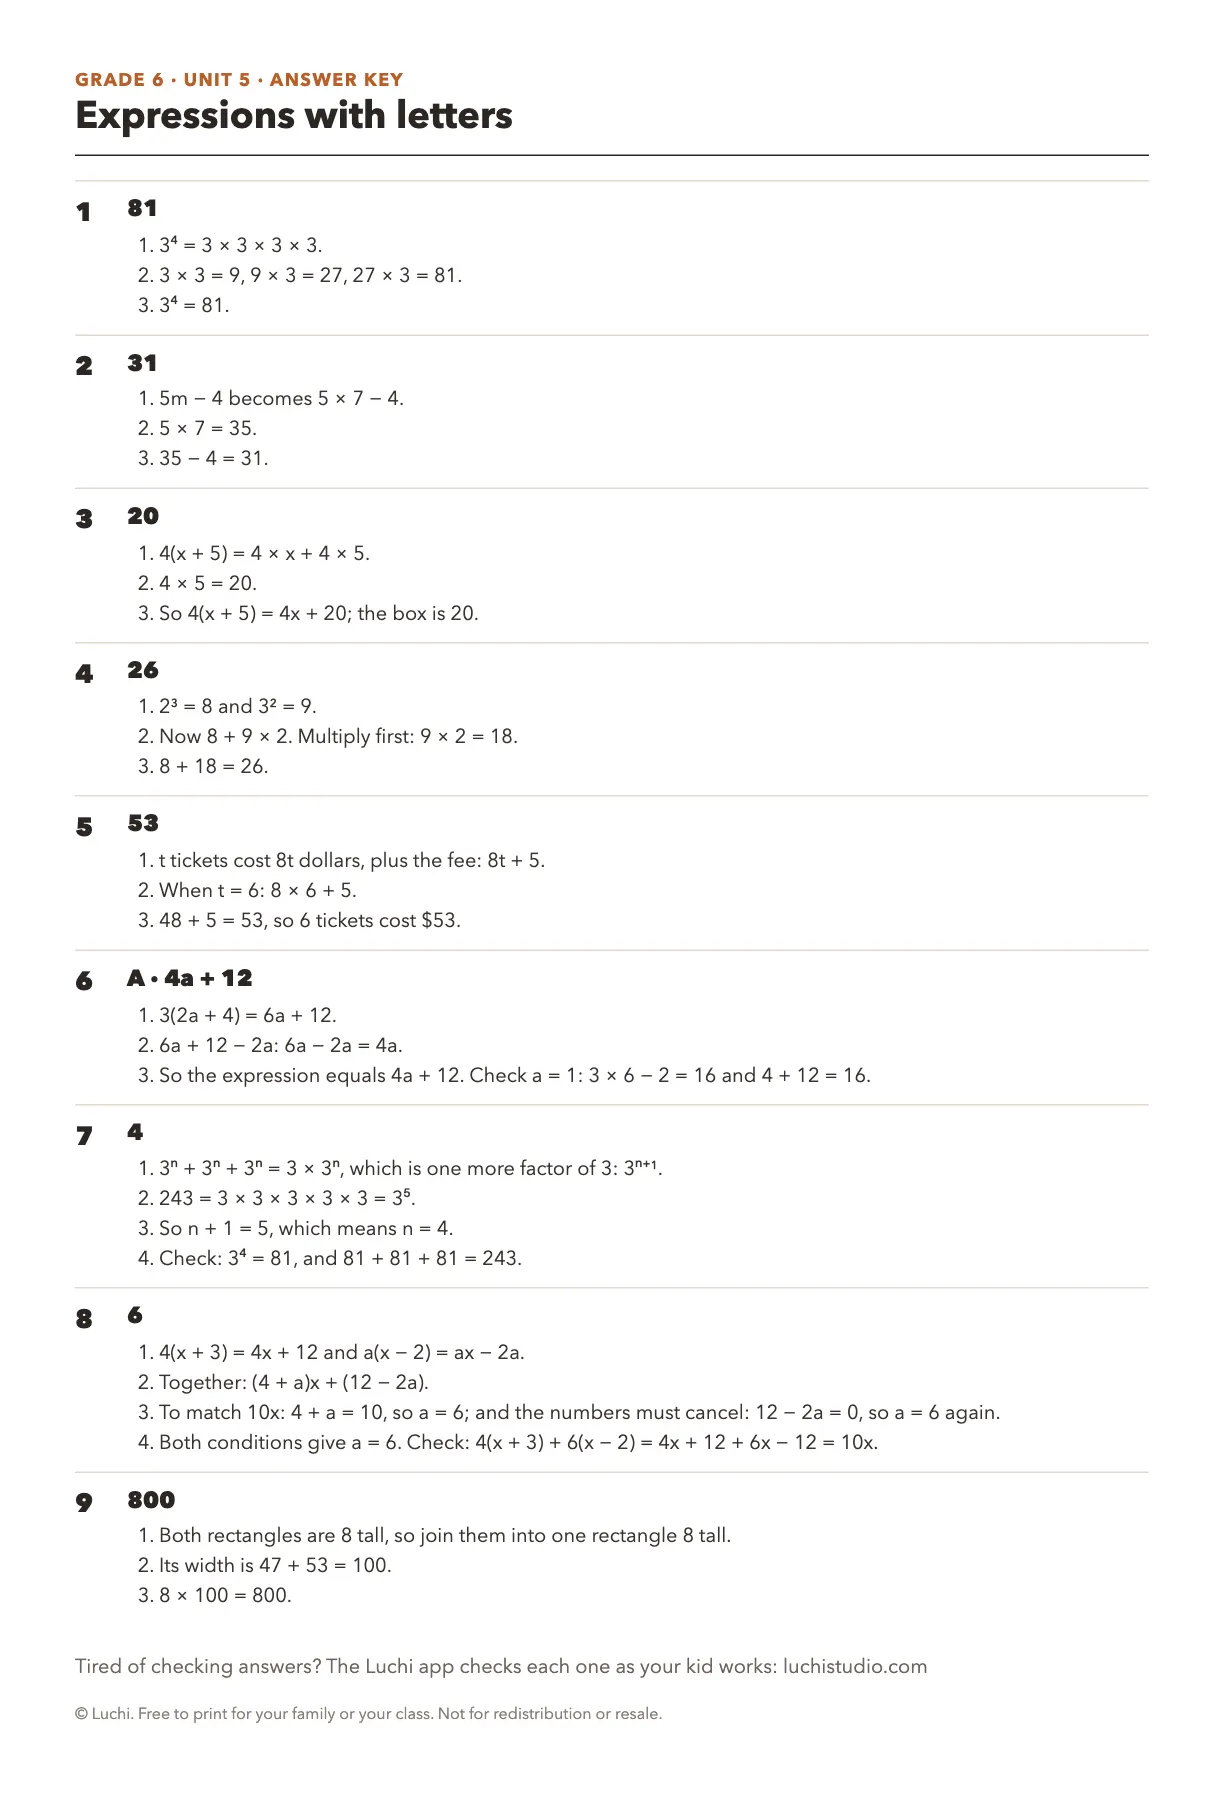 GRADE 6 · UNIT 5 · ANSWER KEY
Expressions with letters
1 81
1. 3⁴ = 3 × 3 × 3 × 3.
2. 3 × 3 = 9, 9 × 3 = 27, 27 × 3 = 81.
3. 3⁴ = 81.
2 31
1. 5m − 4 becomes 5 × 7 − 4.
2. 5 × 7 = 35.
3. 35 − 4 = 31.
3 20
1. 4(x + 5) = 4 × x + 4 × 5.
2. 4 × 5 = 20.
3. So 4(x + 5) = 4x + 20; the box is 20.
4 26
1. 2³ = 8 and 3² = 9.
2. Now 8 + 9 × 2. Multiply first: 9 × 2 = 18.
3. 8 + 18 = 26.
5 53
1. t tickets cost 8t dollars, plus the fee: 8t + 5.
2. When t = 6: 8 × 6 + 5.
3. 48 + 5 = 53, so 6 tickets cost $53.
6 A · 4a + 12
1. 3(2a + 4) = 6a + 12.
2. 6a + 12 − 2a: 6a − 2a = 4a.
3. So the expression equals 4a + 12. Check a = 1: 3 × 6 − 2 = 16 and 4 + 12 = 16.
7 4
1. 3ⁿ + 3ⁿ + 3ⁿ = 3 × 3ⁿ, which is one more factor of 3: 3ⁿ⁺¹.
2. 243 = 3 × 3 × 3 × 3 × 3 = 3⁵.
3. So n + 1 = 5, which means n = 4.
4. Check: 3⁴ = 81, and 81 + 81 + 81 = 243.
8 6
1. 4(x + 3) = 4x + 12 and a(x − 2) = ax − 2a.
2. Together: (4 + a)x + (12 − 2a).
3. To match 10x: 4 + a = 10, so a = 6; and the numbers must cancel: 12 − 2a = 0, so a = 6 again.
4. Both conditions give a = 6. Check: 4(x + 3) + 6(x − 2) = 4x + 12 + 6x − 12 = 10x.
9 800
1. Both rectangles are 8 tall, so join them into one rectangle 8 tall.
2. Its width is 47 + 53 = 100.
3. 8 × 100 = 800.
Tired of checking answers? The Luchi app checks each one as your kid works: luchistudio.com
© Luchi. Free to print for your family or your class. Not for redistribution or resale.